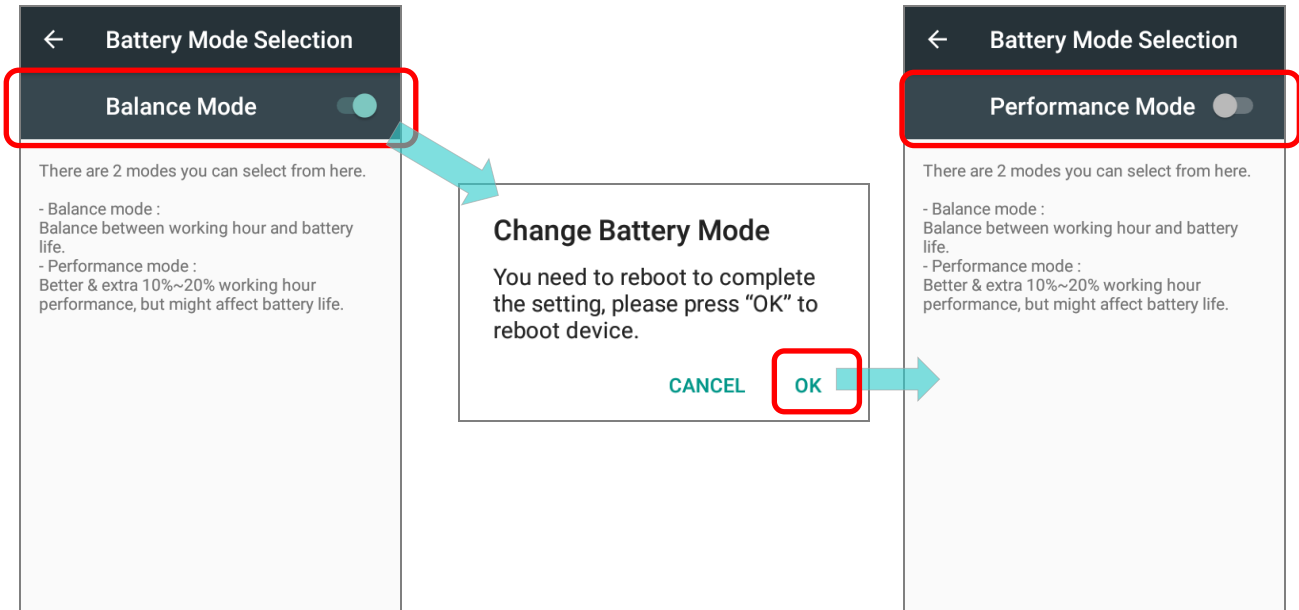 Battery Mode Selection
Balance Mode
There are 2 modes you can select from here.
- Balance mode :
Balance between working hour and battery
life.
- Performance mode :
Better & extra 10%~20% working hour
performance, but might affect battery life.
Change Battery Mode
You need to reboot to complete
the setting, please press “OK” to
reboot device.
CANCEL OK
Battery Mode Selection
Performance Mode
There are 2 modes you can select from here.
- Balance mode :
Balance between working hour and battery
life.
- Performance mode :
Better & extra 10%~20% working hour
performance, but might affect battery life.